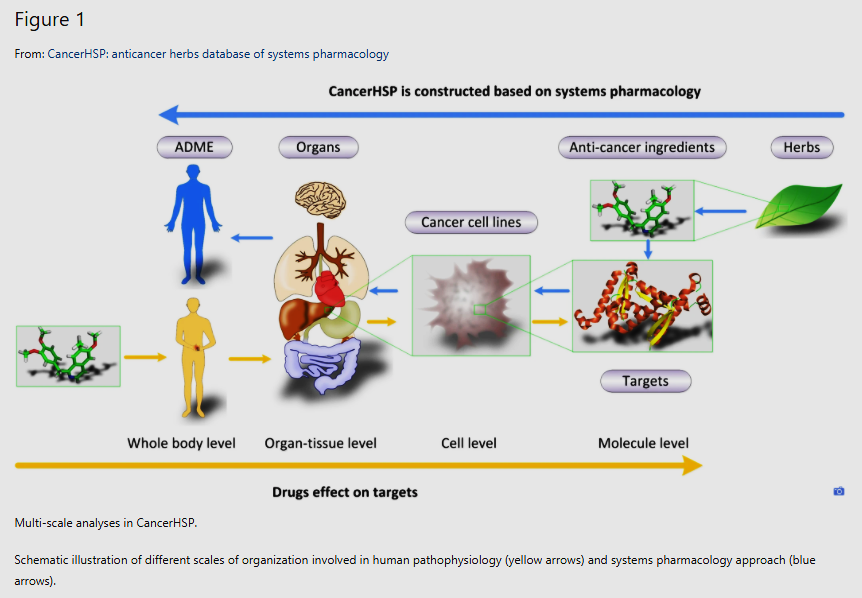 Figure 1
From: CancerHSP: anticancer herbs database of systems pharmacology
CancerHSP is constructed based on systems pharmacology
ADME
Organs
Anti-cancer ingredients
Herbs
Cancer cell lines
Targets
Whole body level
Organ-tissue level
Cell level
Molecule level
Drugs effect on targets
Multi-scale analyses in CancerHSP.
Schematic illustration of different scales of organization involved in human pathophysiology (yellow arrows) and systems pharmacology approach (blue
arrows).